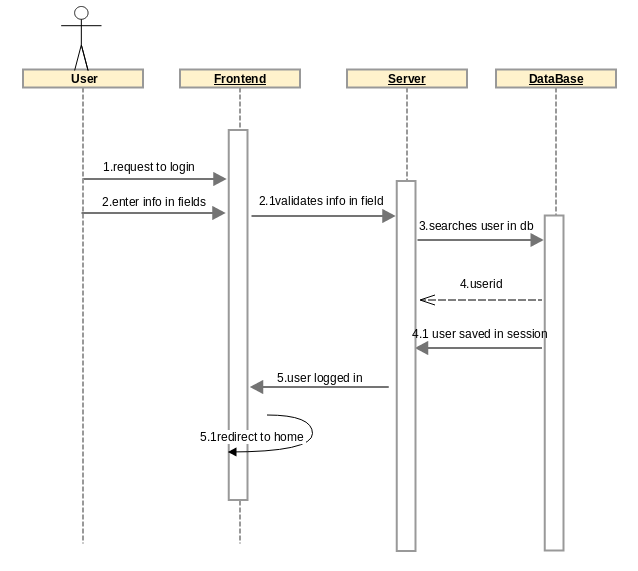 User
Frontend
Server
DataBase
1.request to login
2.enter info in fields
2.1validates info in field
3.searches user in db
4.userid
4.1 user saved in session
5.user logged in
5.1redirect to home